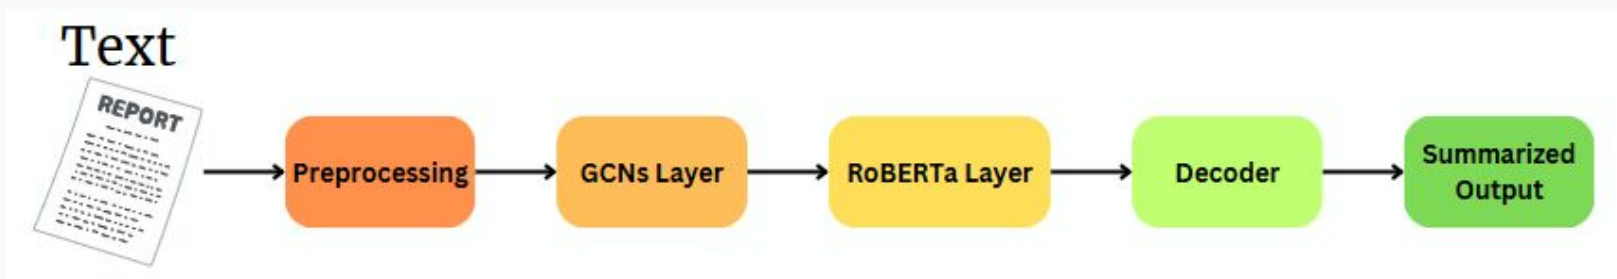 Text
REPORT
Preprocessing
GCNs Layer
RoBERTa Layer
Decoder
Summarized
Output